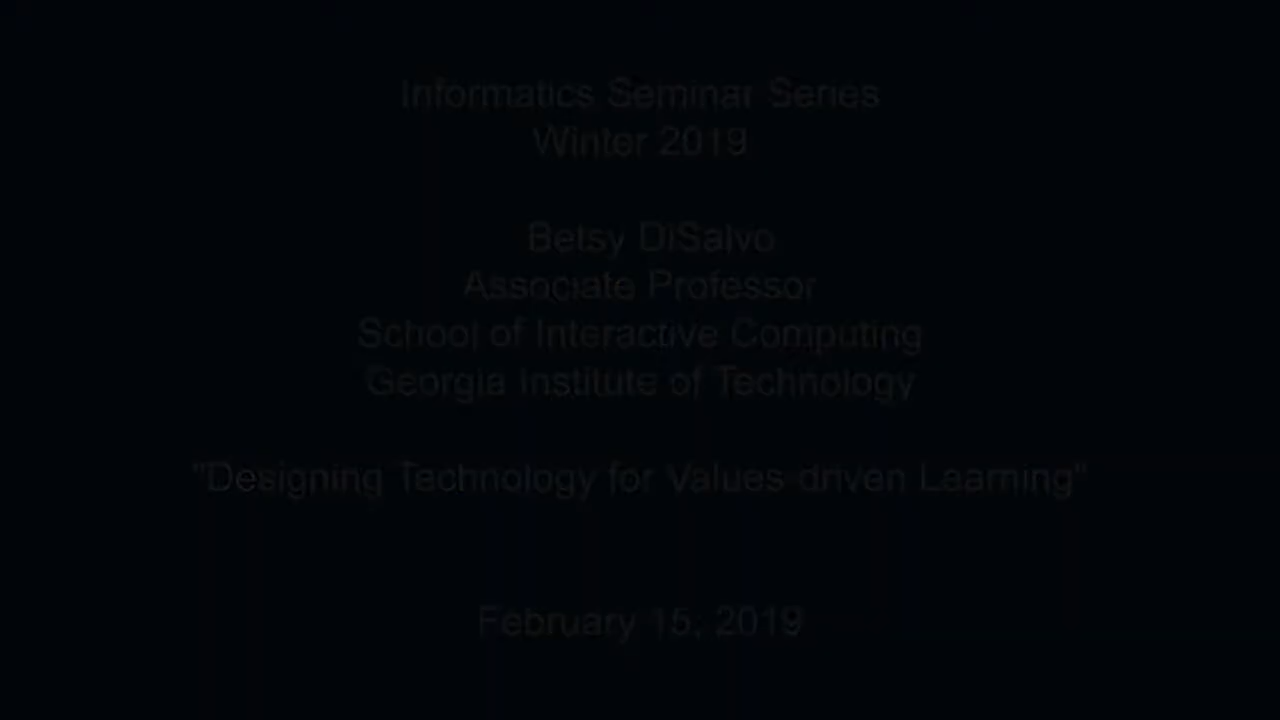 Informatics Seminar Series
Winter 2019
Betsy DiSalvo
Associate Professor
School of Interactive Computing
Georgia Institute of Technology
"Designing Technology for Values-driven Learning"
February 15, 2019